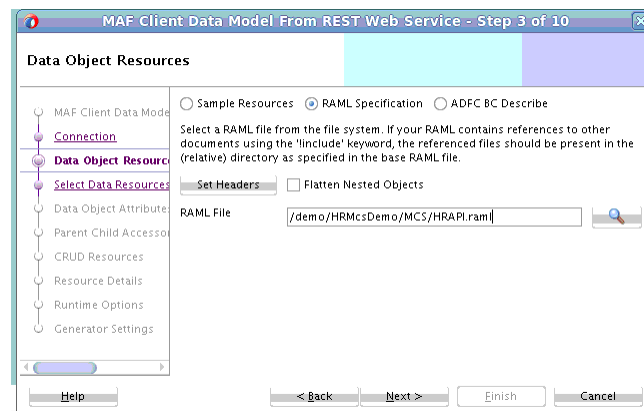 MAF Client Data Model From REST Web Service - Step 3 of 10
Data Object Resources
MAF Client Data Mode
Connection
Data Object Resourc
Select Data Resources
Data Object Attribute
Parent Child Accesso
CRUD Resources
Resource Details
Runtime Options
Generator Settings
Sample Resources RAML Specification ADFC BC Describe
Select a RAML file from the file system. If your RAML contains references to other
documents using the '!include' keyword, the referenced files should be present in the
(relative) directory as specified in the base RAML file.
Set Headers Flatten Nested Objects
RAML File /demo/HRMcsDemo/MCS/HRAPI.raml
Help < Back Next > Finish Cancel